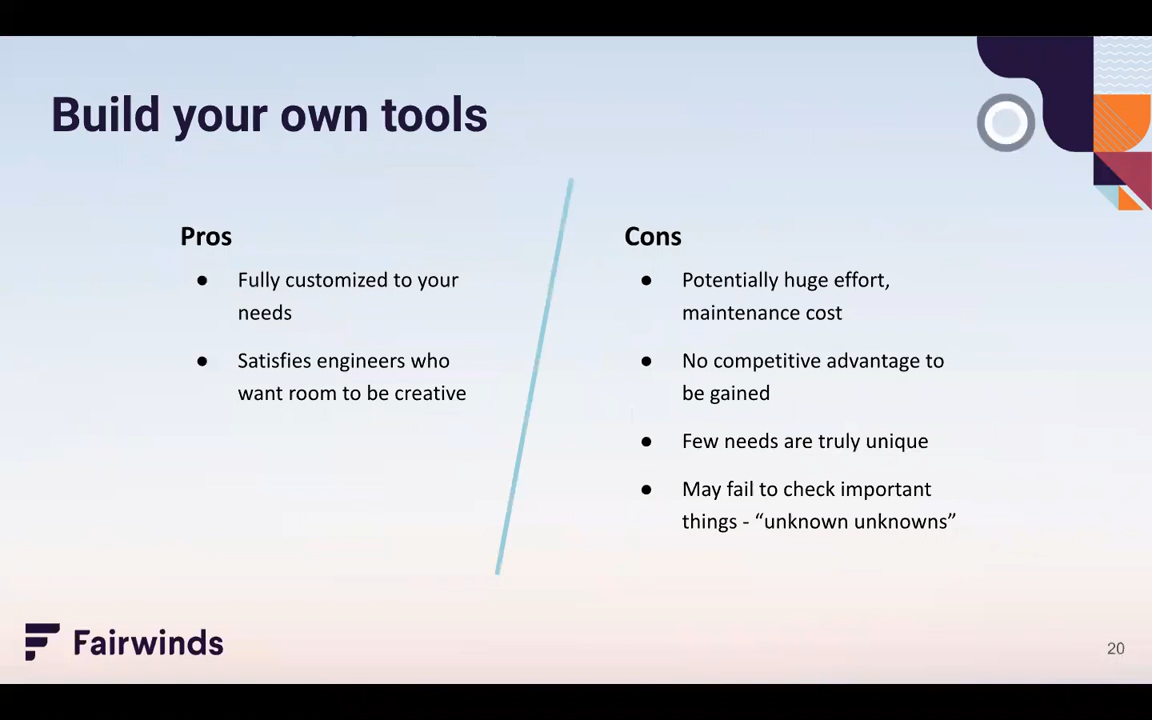 Build your own tools
Pros
● Fully customized to your
needs
● Satisfies engineers who
want room to be creative
Cons
● Potentially huge effort,
maintenance cost
● No competitive advantage to
be gained
● Few needs are truly unique
● May fail to check important
things - “unknown unknowns”
Fairwinds
20